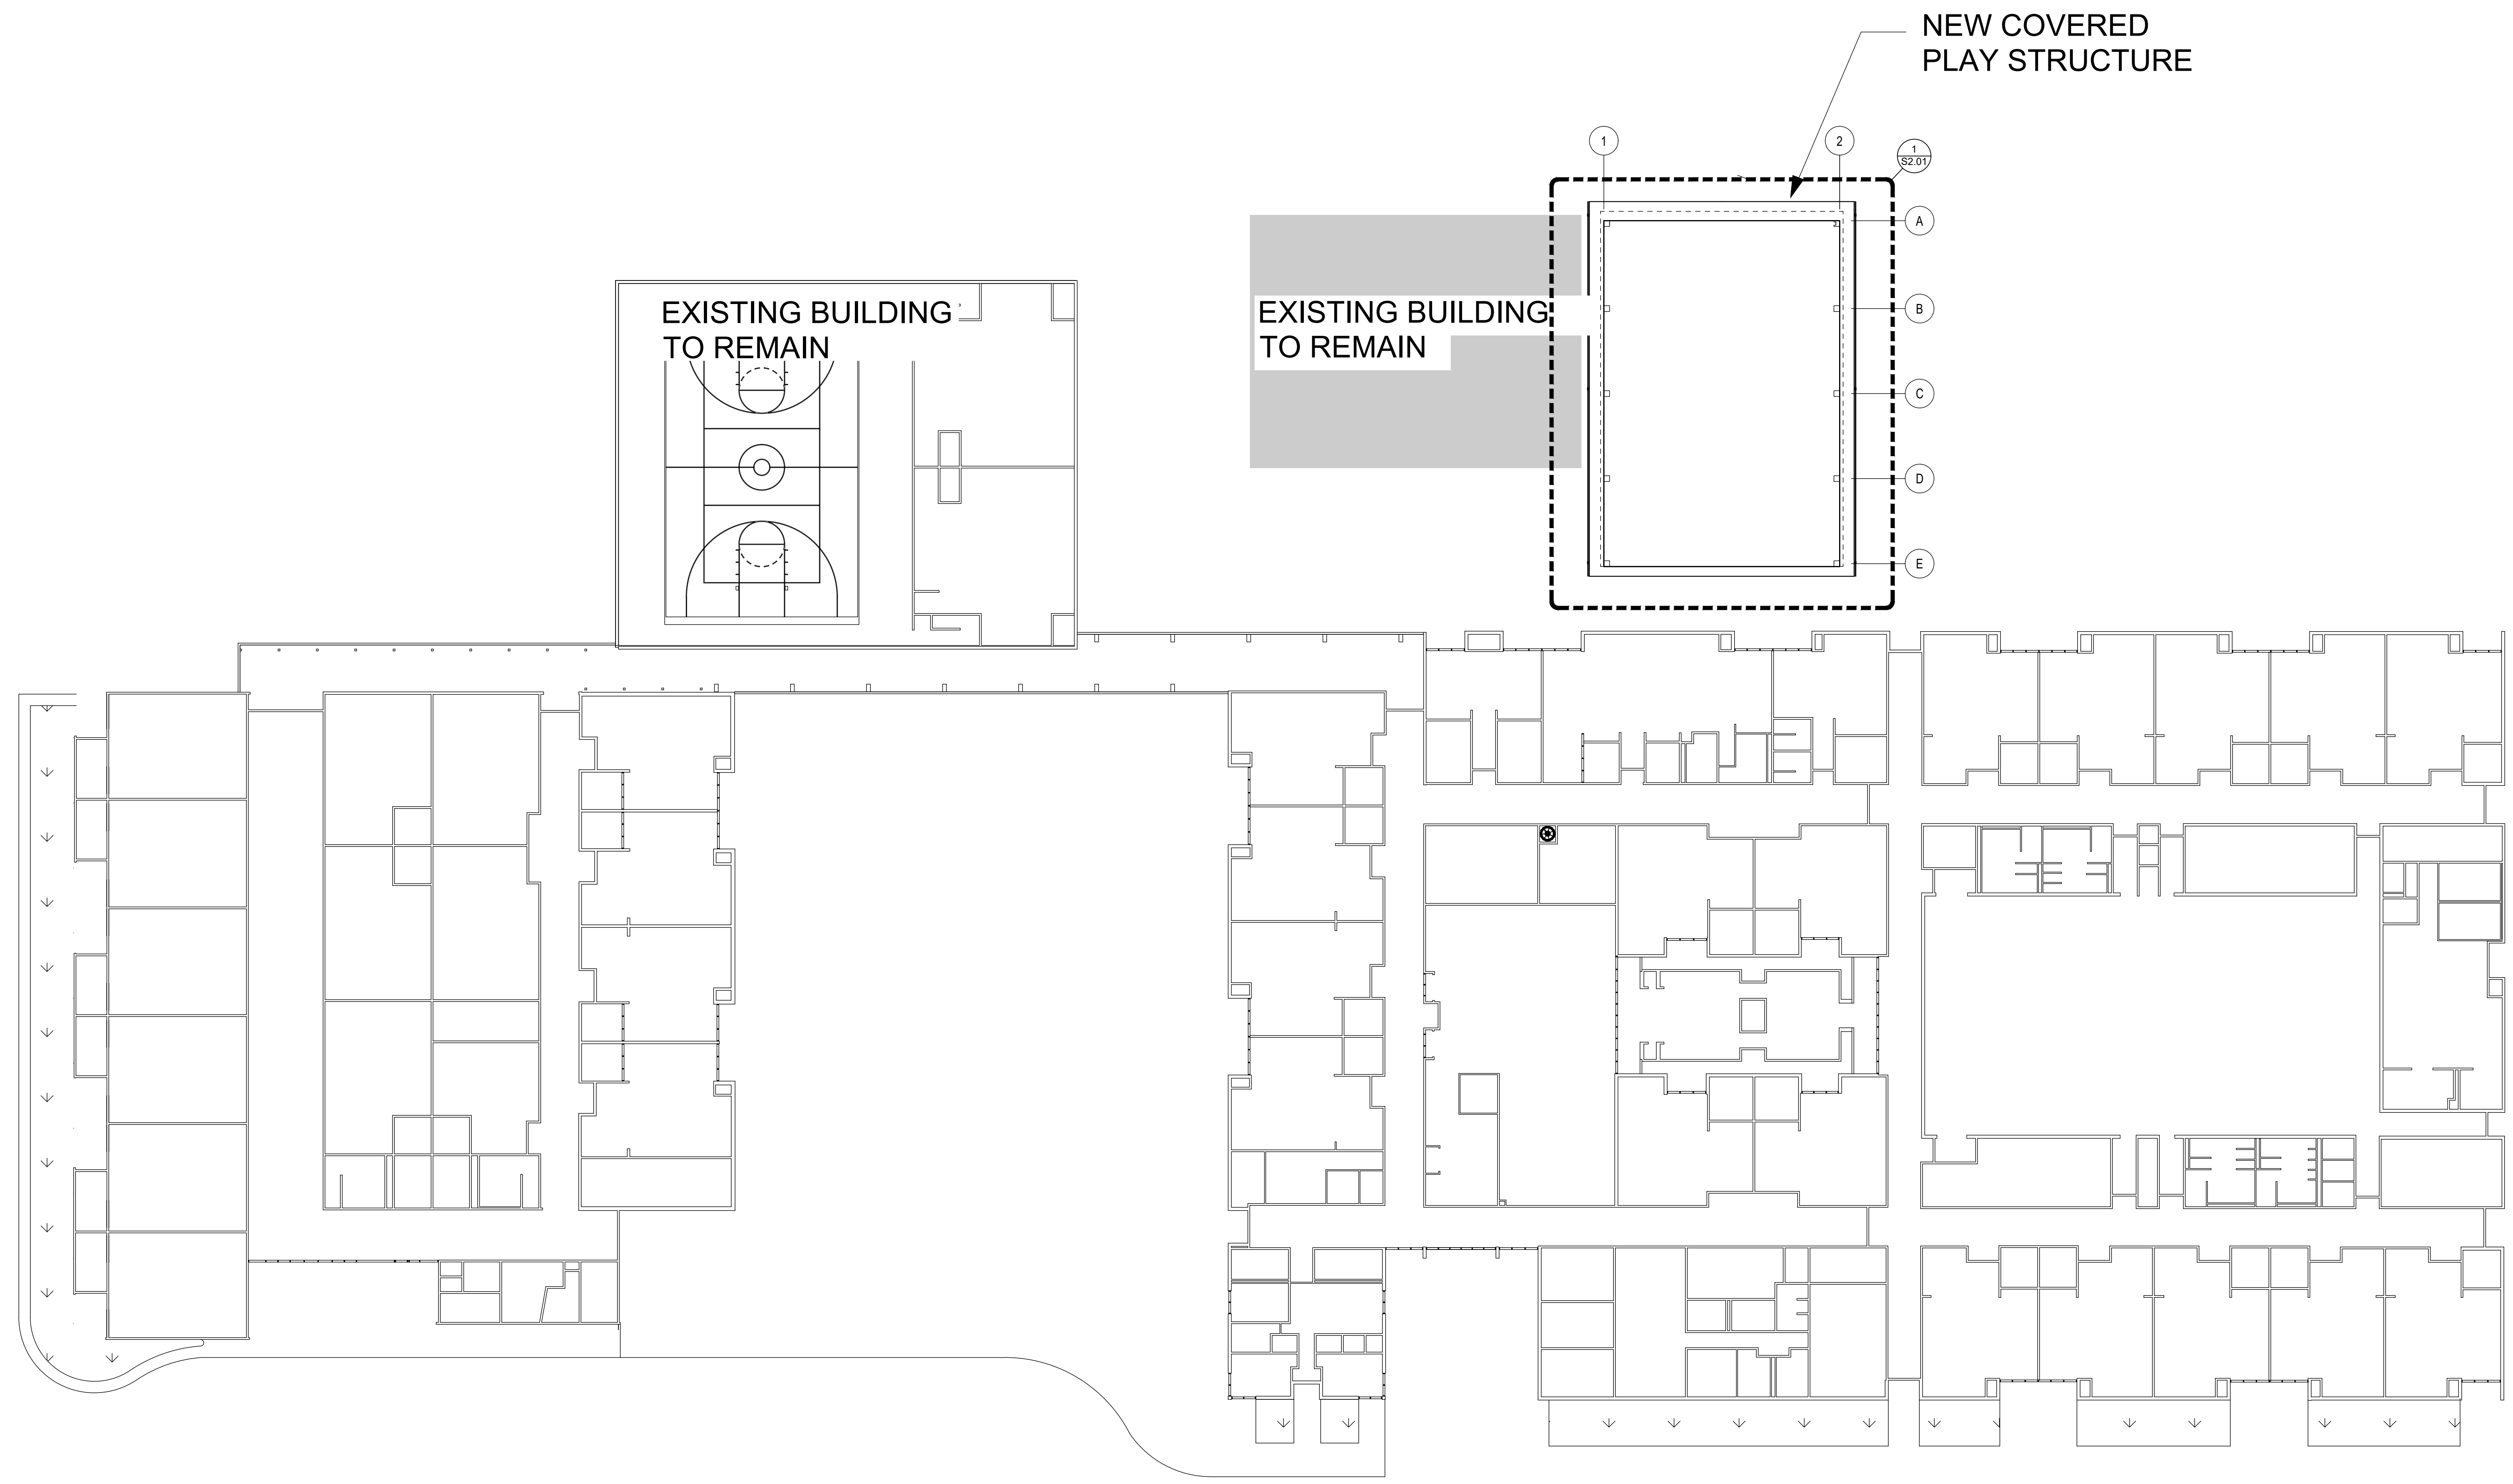 NEW COVERED
PLAY STRUCTURE
1
2
1
S2.01
A
EXISTING BUILDING
TO REMAIN
EXISTING BUILDING
TO REMAIN
B
C
D
E